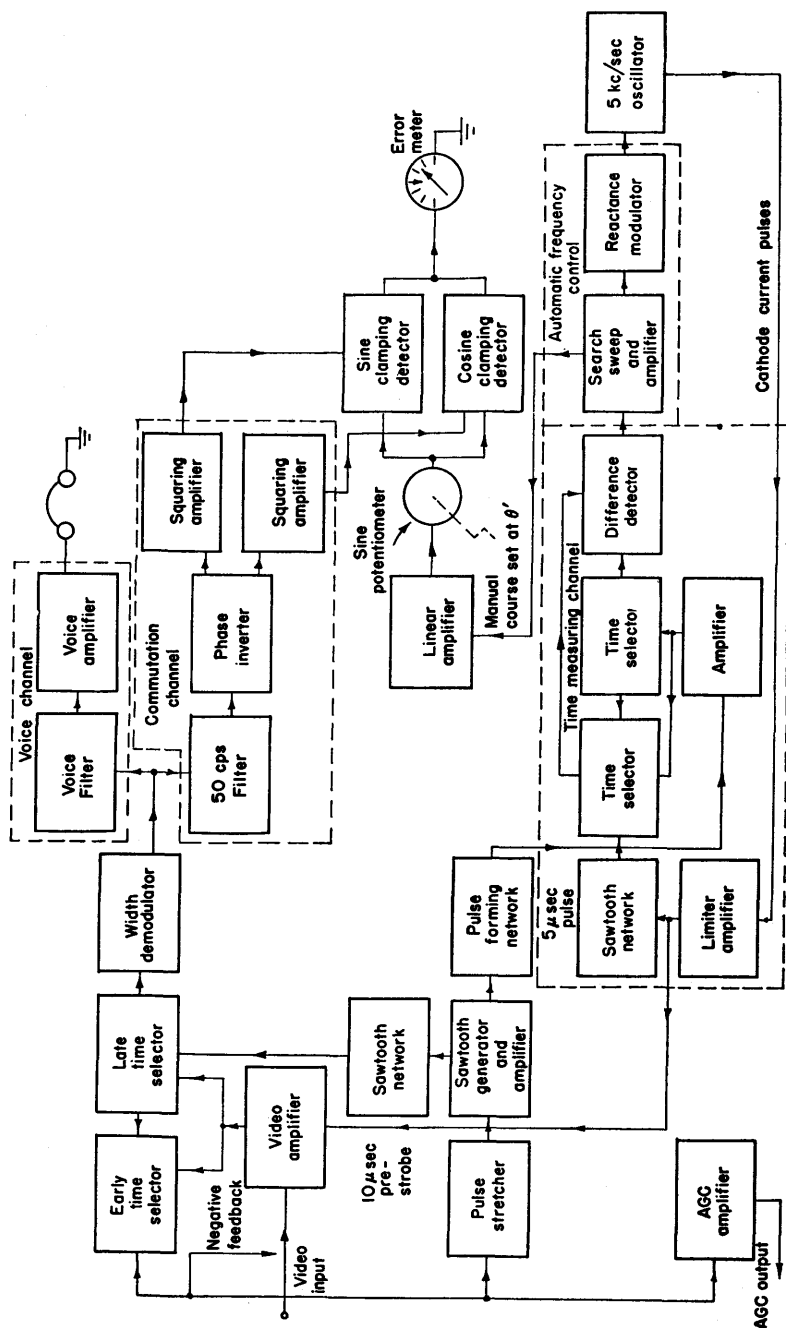 Voice channel
Voice
Filter
Voice
amplifier
Commutation
channel
50 cps
Filter
Phase
inverter
Squaring
amplifier
Squaring
amplifier
Early
time
selector
Late
time
selector
Width
demodulator
Negative
feedback
Video
input
Video
amplifier
Sawtooth
network
10 μsec
pre-
strobe
Pulse
stretcher
Sawtooth
generator
and
amplifier
Pulse
forming
network
AGC
amplifier
AGC output
Sine
clamping
detector
Cosine
clamping
detector
Error
meter
Sine
potentiometer
Linear
amplifier
Manual
course set at θ'
5 μsec
pulse
Sawtooth
network
Limiter
amplifier
Time measuring channel
Time
selector
Time
selector
Amplifier
Difference
detector
Automatic frequency
control
Search
sweep
and
amplifier
Reactance
modulator
5 kc/sec
oscillator
Cathode current pulses